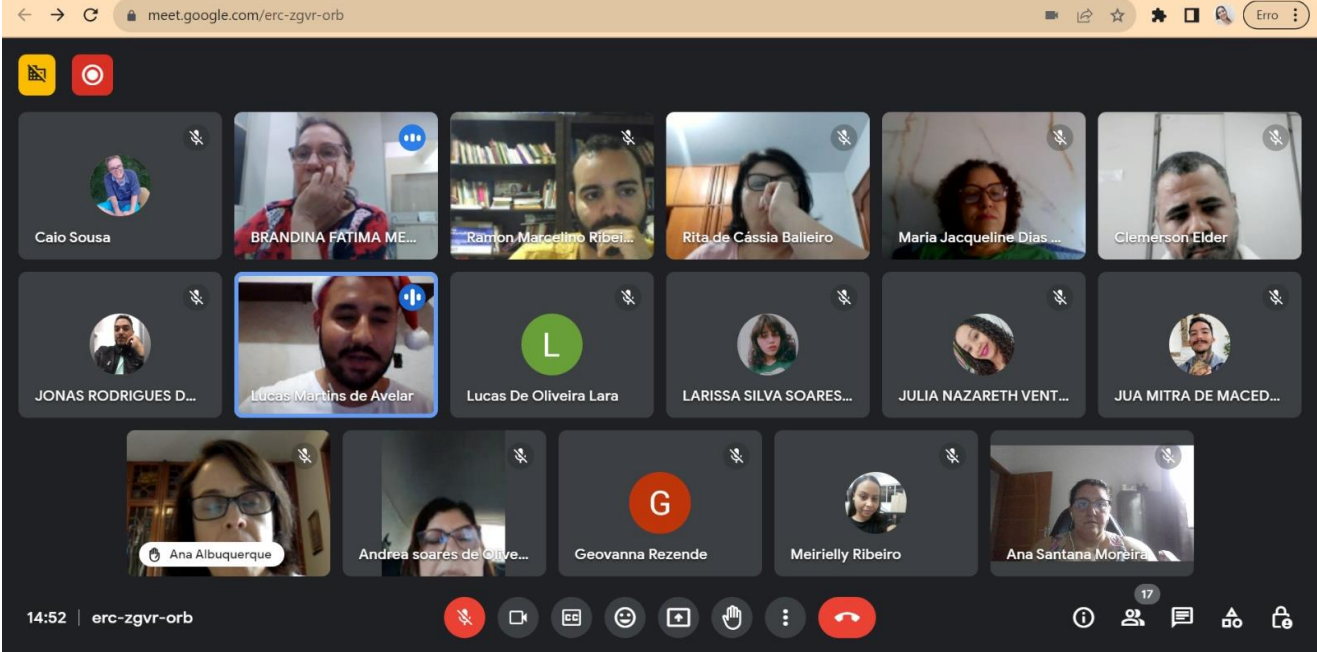 meet.google.com/erc-zgvr-orb
Erro
Caio Sousa
BRANDINA FATIMA ME...
Ramon Marcelino Ribei...
Rita de Cássia Balieiro
Maria Jacqueline Dias ...
Clemerson Elder
JONAS RODRIGUES D...
Lucas Martins de Avelar
L
Lucas De Oliveira Lara
LARISSA SILVA SOARES...
JULIA NAZARETH VENT...
JUA MITRA DE MACED...
Ana Albuquerque
Andrea soares de Olive...
G
Geovanna Rezende
Meirielly Ribeiro
Ana Santana Moreira
14:52 | erc-zgvr-orb
CC
17